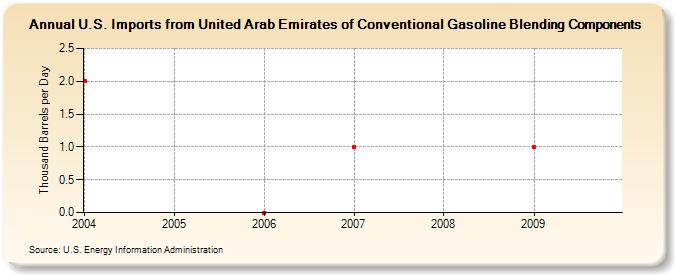 Annual U.S. Imports from United Arab Emirates of Conventional Gasoline Blending Components
Thousand Barrels per Day
2.5
2.0
1.5
1.0
0.5
0.0
2004 2005 2006 2007 2008 2009
Source: U.S. Energy Information Administration